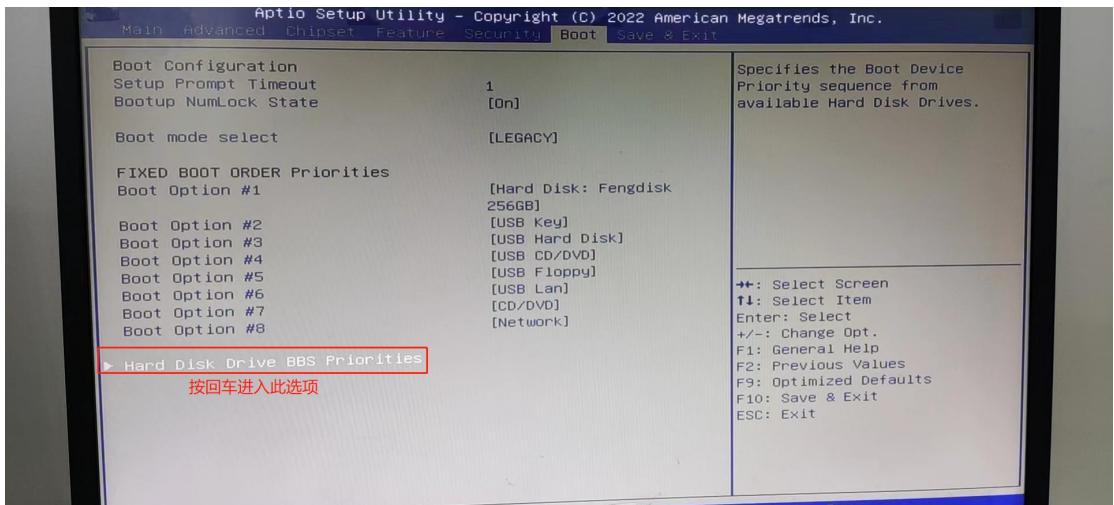 Aptio Setup Utility – Copyright (C) 2022 American Megatrends, Inc.
Main Advanced Chipset Feature Security Boot Save & Exit
Boot Configuration
Setup Prompt Timeout 1
Bootup NumLock State [On]
Boot mode select [LEGACY]
FIXED BOOT ORDER Priorities
Boot Option #1 [Hard Disk: Fengdisk
256GB]
Boot Option #2 [USB Key]
Boot Option #3 [USB Hard Disk]
Boot Option #4 [USB CD/DVD]
Boot Option #5 [USB Floppy]
Boot Option #6 [USB Lan]
Boot Option #7 [CD/DVD]
Boot Option #8 [Network]
▶ Hard Disk Drive BBS Priorities
按回车进入此选项
Specifies the Boot Device
Priority sequence from
available Hard Disk Drives.
→←: Select Screen
↑↓: Select Item
Enter: Select
+/-: Change Opt.
F1: General Help
F2: Previous Values
F9: Optimized Defaults
F10: Save & Exit
ESC: Exit